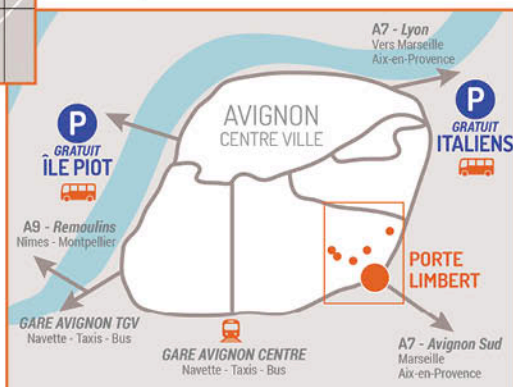 A7 - Lyon
Vers Marseille
Aix-en-Provence
P
GRATUIT
ÎLE PIOT
AVIGNON
CENTRE VILLE
P
GRATUIT
ITALIENS
A9 - Remoulins
Nîmes - Montpellier
PORTE
LIMBERT
GARE AVIGNON TGV
Navette - Taxis - Bus
GARE AVIGNON CENTRE
Navette - Taxis - Bus
A7 - Avignon Sud
Marseille
Aix-en-Provence